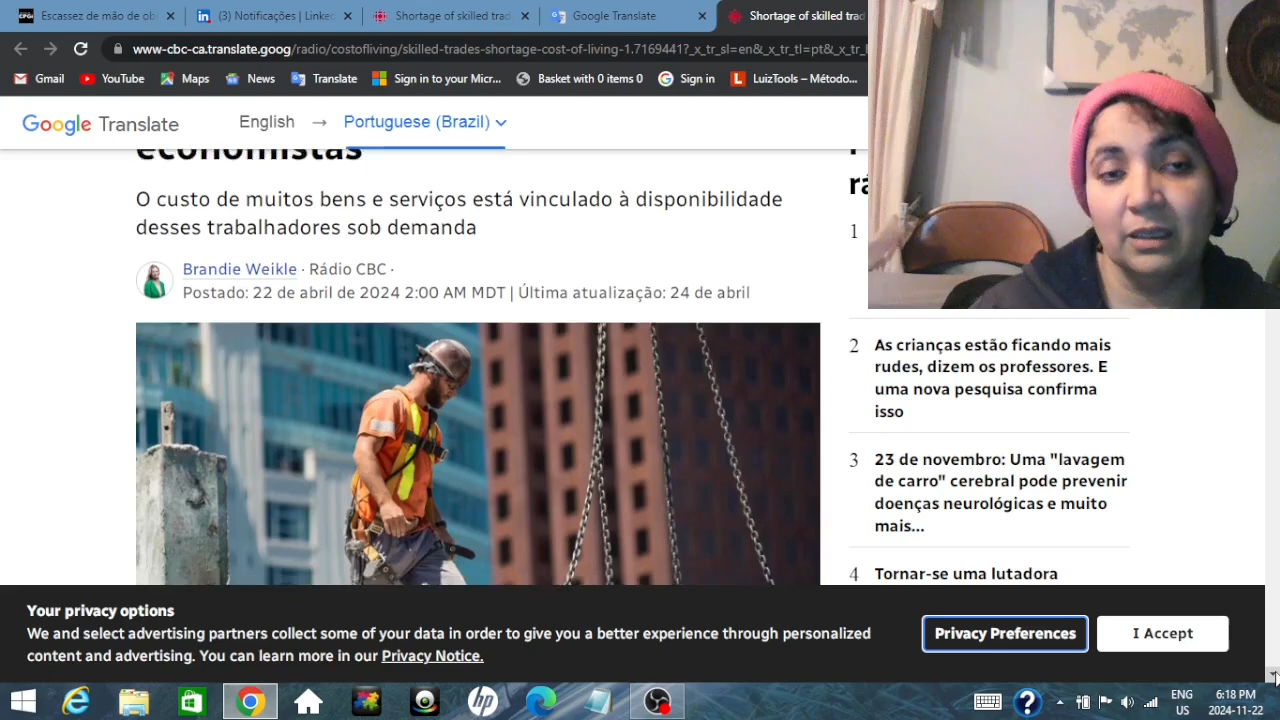 (3) Notificações | Linked
Shortage of skilled trad
Google Translate
Shortage of skilled
www-cbc-ca.translate.goog/radio/costofliving/skilled-trades-shortage-cost-of-living-1.7169441?_x_tr_sl=en&_x_tr_tl=pt&_x_tr_
Gmail
YouTube
Maps
News
Translate
Sign in to your Micr...
Basket with 0 items 0
Sign in
LuizTools – Método...
Google Translate
English → Portuguese (Brazil)
economistas
O custo de muitos bens e serviços está vinculado à disponibilidade
desses trabalhadores sob demanda
Brandie Weikle · Rádio CBC ·
Postado: 22 de abril de 2024 2:00 AM MDT | Última atualização: 24 de abril
1
2 As crianças estão ficando mais
rudes, dizem os professores. E
uma nova pesquisa confirma
isso
3 23 de novembro: Uma "lavagem
de carro" cerebral pode prevenir
doenças neurológicas e muito
mais...
4 Tornar-se uma lutadora
Your privacy options
We and select advertising partners collect some of your data in order to give you a better experience through personalized
content and advertising. You can learn more in our Privacy Notice.
Privacy Preferences
I Accept
ENG
US
6:18 PM
2024-11-22